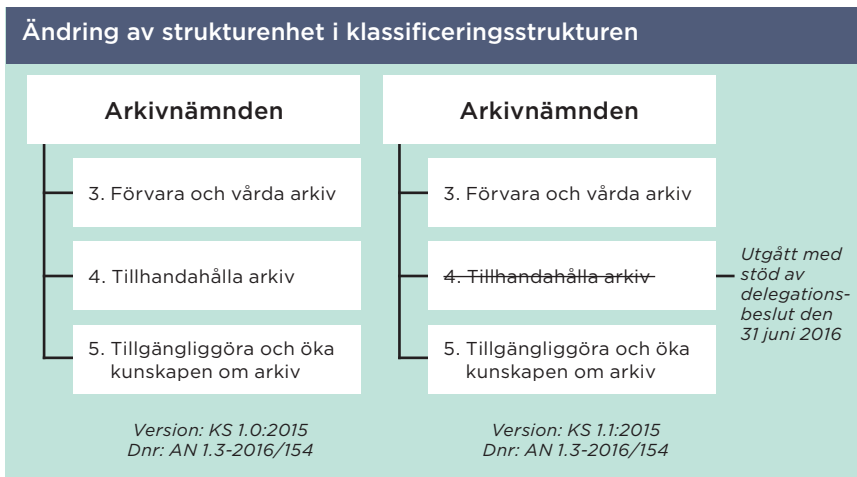 Ändring av strukturenhet i klassificeringsstrukturen
Arkivnämnden
3. Förvara och vårda arkiv
4. Tillhandahålla arkiv
5. Tillgängliggöra och öka
kunskapen om arkiv
Version: KS 1.0:2015
Dnr: AN 1.3-2016/154
Arkivnämnden
3. Förvara och vårda arkiv
4. Tillhandahålla arkiv
5. Tillgängliggöra och öka
kunskapen om arkiv
Utgått med
stöd av
delegations-
beslut den
31 juni 2016
Version: KS 1.1:2015
Dnr: AN 1.3-2016/154